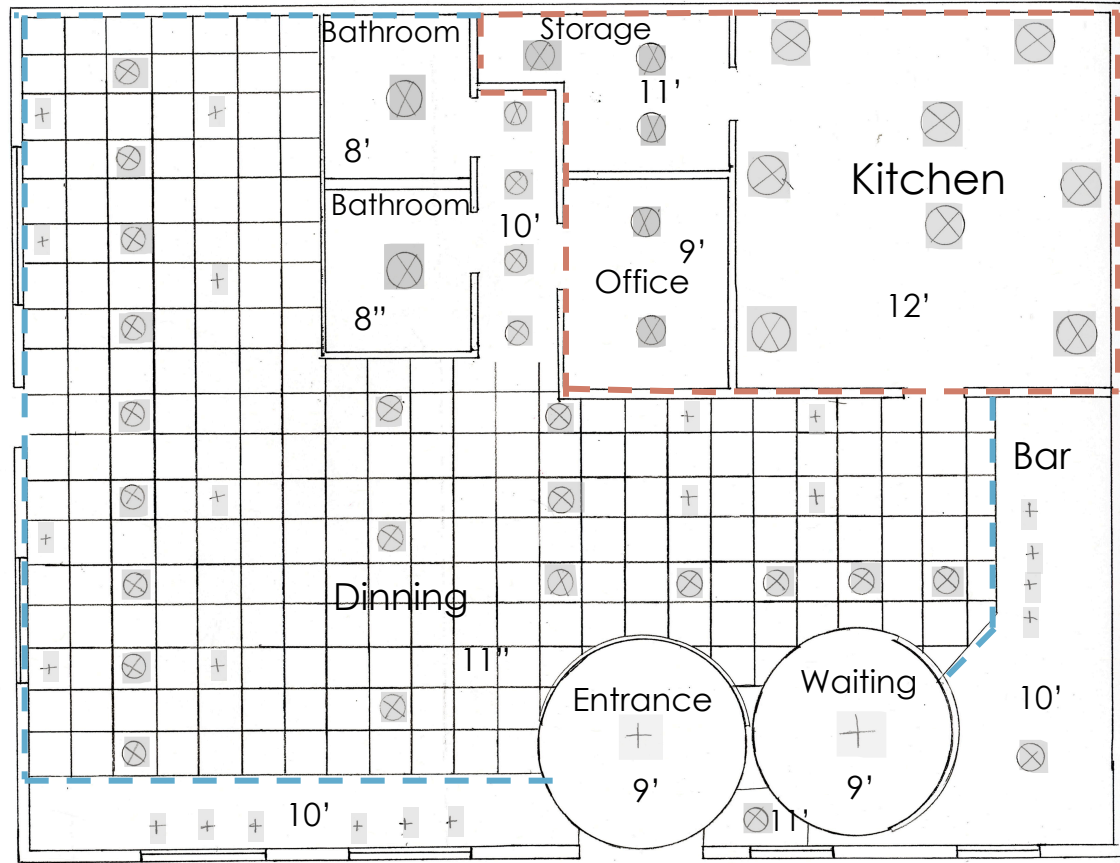 Bathroom
Storage
11'
8'
Kitchen
Bathroom
10'
9'
Office
12'
8"
Bar
Dinning
11"
Waiting
Entrance
10'
9'
9'
10'
11'